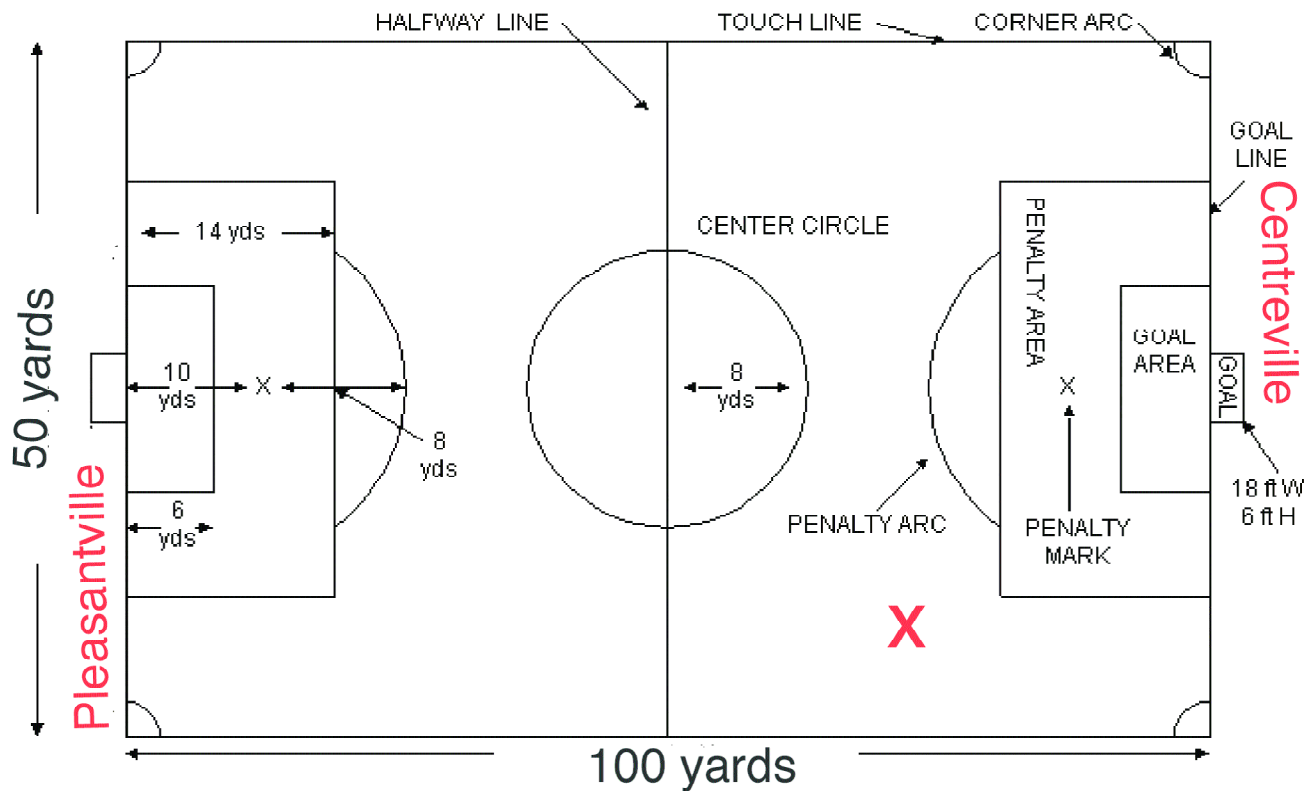 HALFWAY LINE
TOUCH LINE
CORNER ARC
GOAL
LINE
50 yards
14 yds
CENTER CIRCLE
PENALTY AREA
Centreville
10
yds
X
8
yds
GOAL
AREA
X
GOAL
8
yds
6
yds
Pleasantville
PENALTY ARC
PENALTY
MARK
18 ft W
6 ft H
X
100 yards